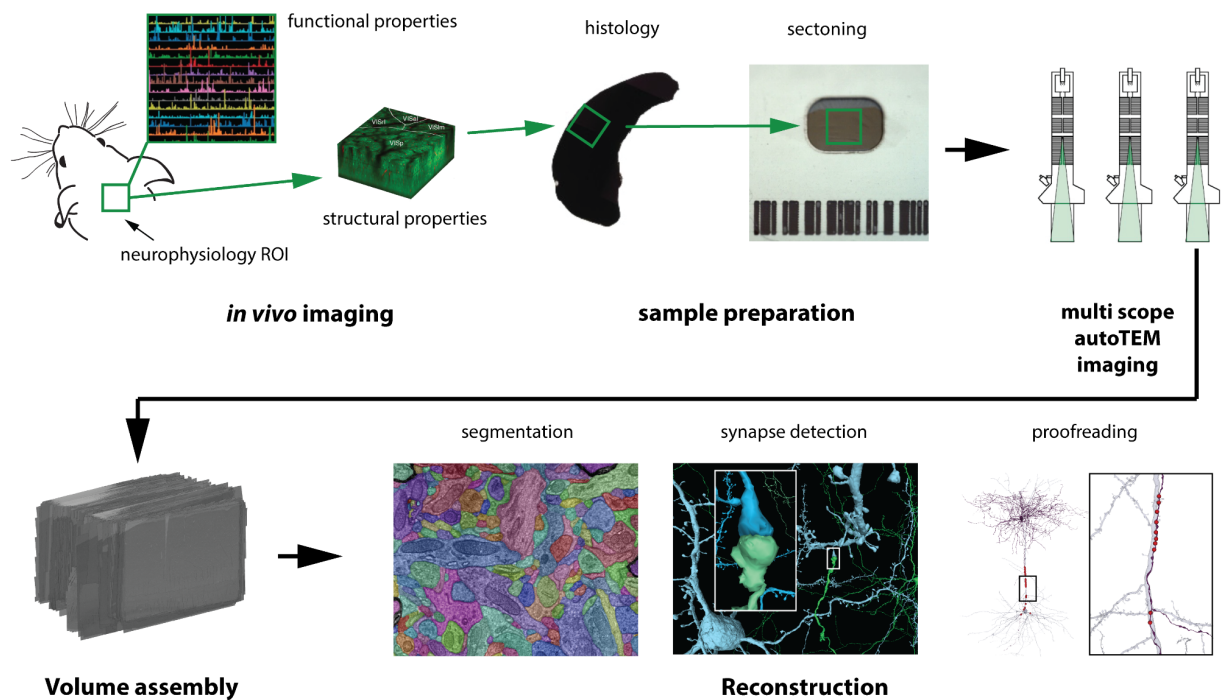 functional properties
histology
sectoning
VISrl
VISal
VISlm
VISp
structural properties
neurophysiology ROI
in vivo imaging
sample preparation
multi scope
autoTEM
imaging
segmentation
synapse detection
proofreading
Volume assembly
Reconstruction